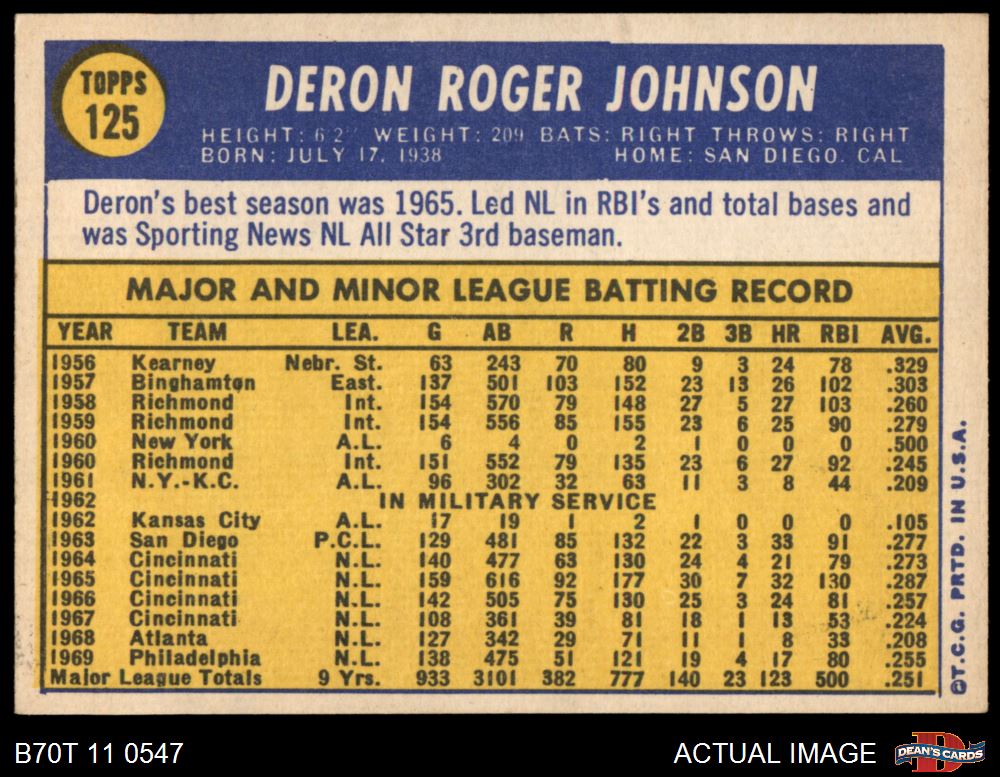 TOPPS
125
DERON ROGER JOHNSON
HEIGHT: 6 2" WEIGHT: 209 BATS: RIGHT THROWS: RIGHT
BORN: JULY 17, 1938 HOME: SAN DIEGO. CAL
Deron's best season was 1965. Led NL in RBI's and total bases and
was Sporting News NL All Star 3rd baseman.
MAJOR AND MINOR LEAGUE BATTING RECORD
YEAR TEAM LEA. G AB R H 2B 3B HR RBI AVG.
1956 Kearney Nebr. St. 63 243 70 80 9 3 24 78 .329
1957 Binghamton East. 137 501 103 152 23 13 26 102 .303
1958 Richmond Int. 154 570 79 148 27 5 27 103 .260
1959 Richmond Int. 154 556 85 155 23 6 25 90 .279
1960 New York A.L. 6 4 0 2 1 0 0 0 .500
1960 Richmond Int. 151 552 79 135 23 6 27 92 .245
1961 N.Y.-K.C. A.L. 96 302 32 63 11 3 8 44 .209
1962 IN MILITARY SERVICE
1962 Kansas City A.L. 17 19 1 2 1 0 0 0 .105
1963 San Diego P.C.L. 129 481 85 132 22 3 33 91 .277
1964 Cincinnati N.L. 140 477 63 130 24 4 21 79 .273
1965 Cincinnati N.L. 159 616 92 177 30 7 32 130 .287
1966 Cincinnati N.L. 142 505 75 130 25 3 24 81 .257
1967 Cincinnati N.L. 108 361 39 81 18 1 13 53 .224
1968 Atlanta N.L. 127 342 29 71 11 1 8 33 .208
1969 Philadelphia N.L. 138 475 51 121 19 4 17 80 .255
Major League Totals 9 Yrs. 933 3101 382 777 140 23 123 500 .251
©T.C.G. PRTD. IN U.S.A.
B70T 11 0547
ACTUAL IMAGE
D
DEAN'S CARDS